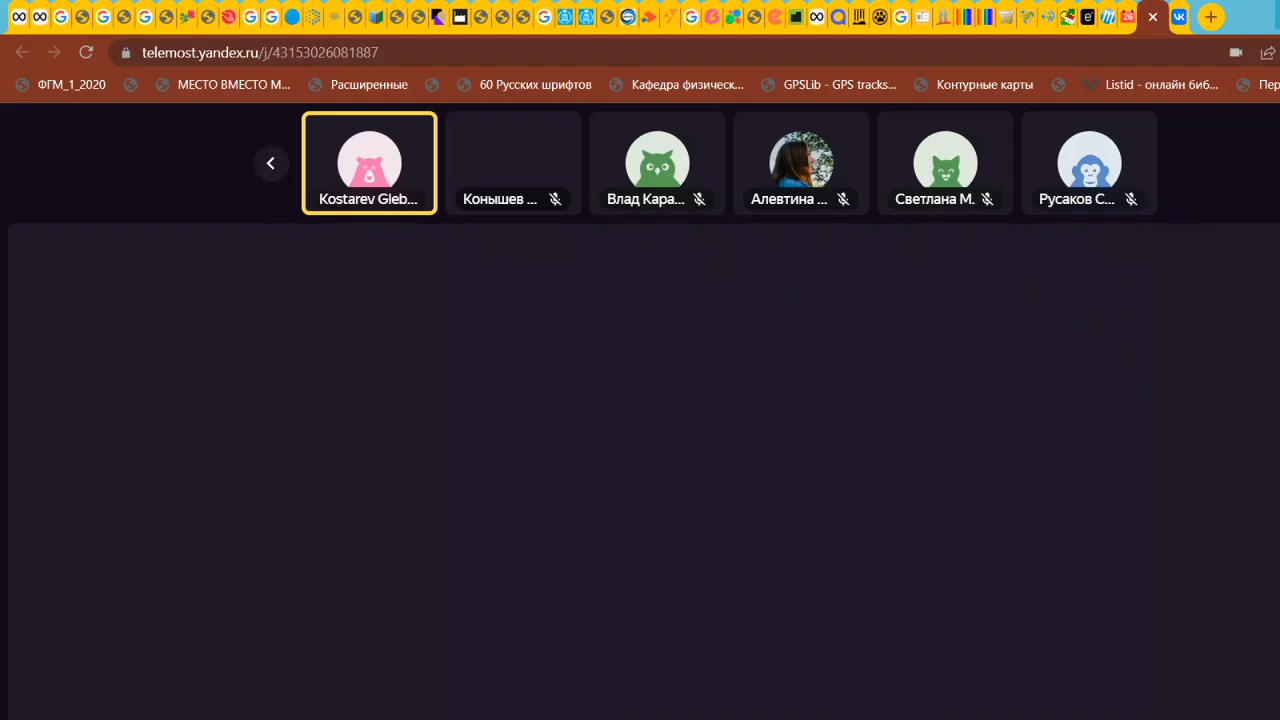 telemost.yandex.ru/j/43153026081887
ФГМ_1_2020 МЕСТО ВМЕСТО М... Расширенные 60 Русских шрифтов Кафедра физическ... GPSLib - GPS tracks... Контурные карты Listid - онлайн биб... Пер
Kostarev Gleb... Конышев ... Влад Кара... Алевтина ... Светлана М. Русаков С...